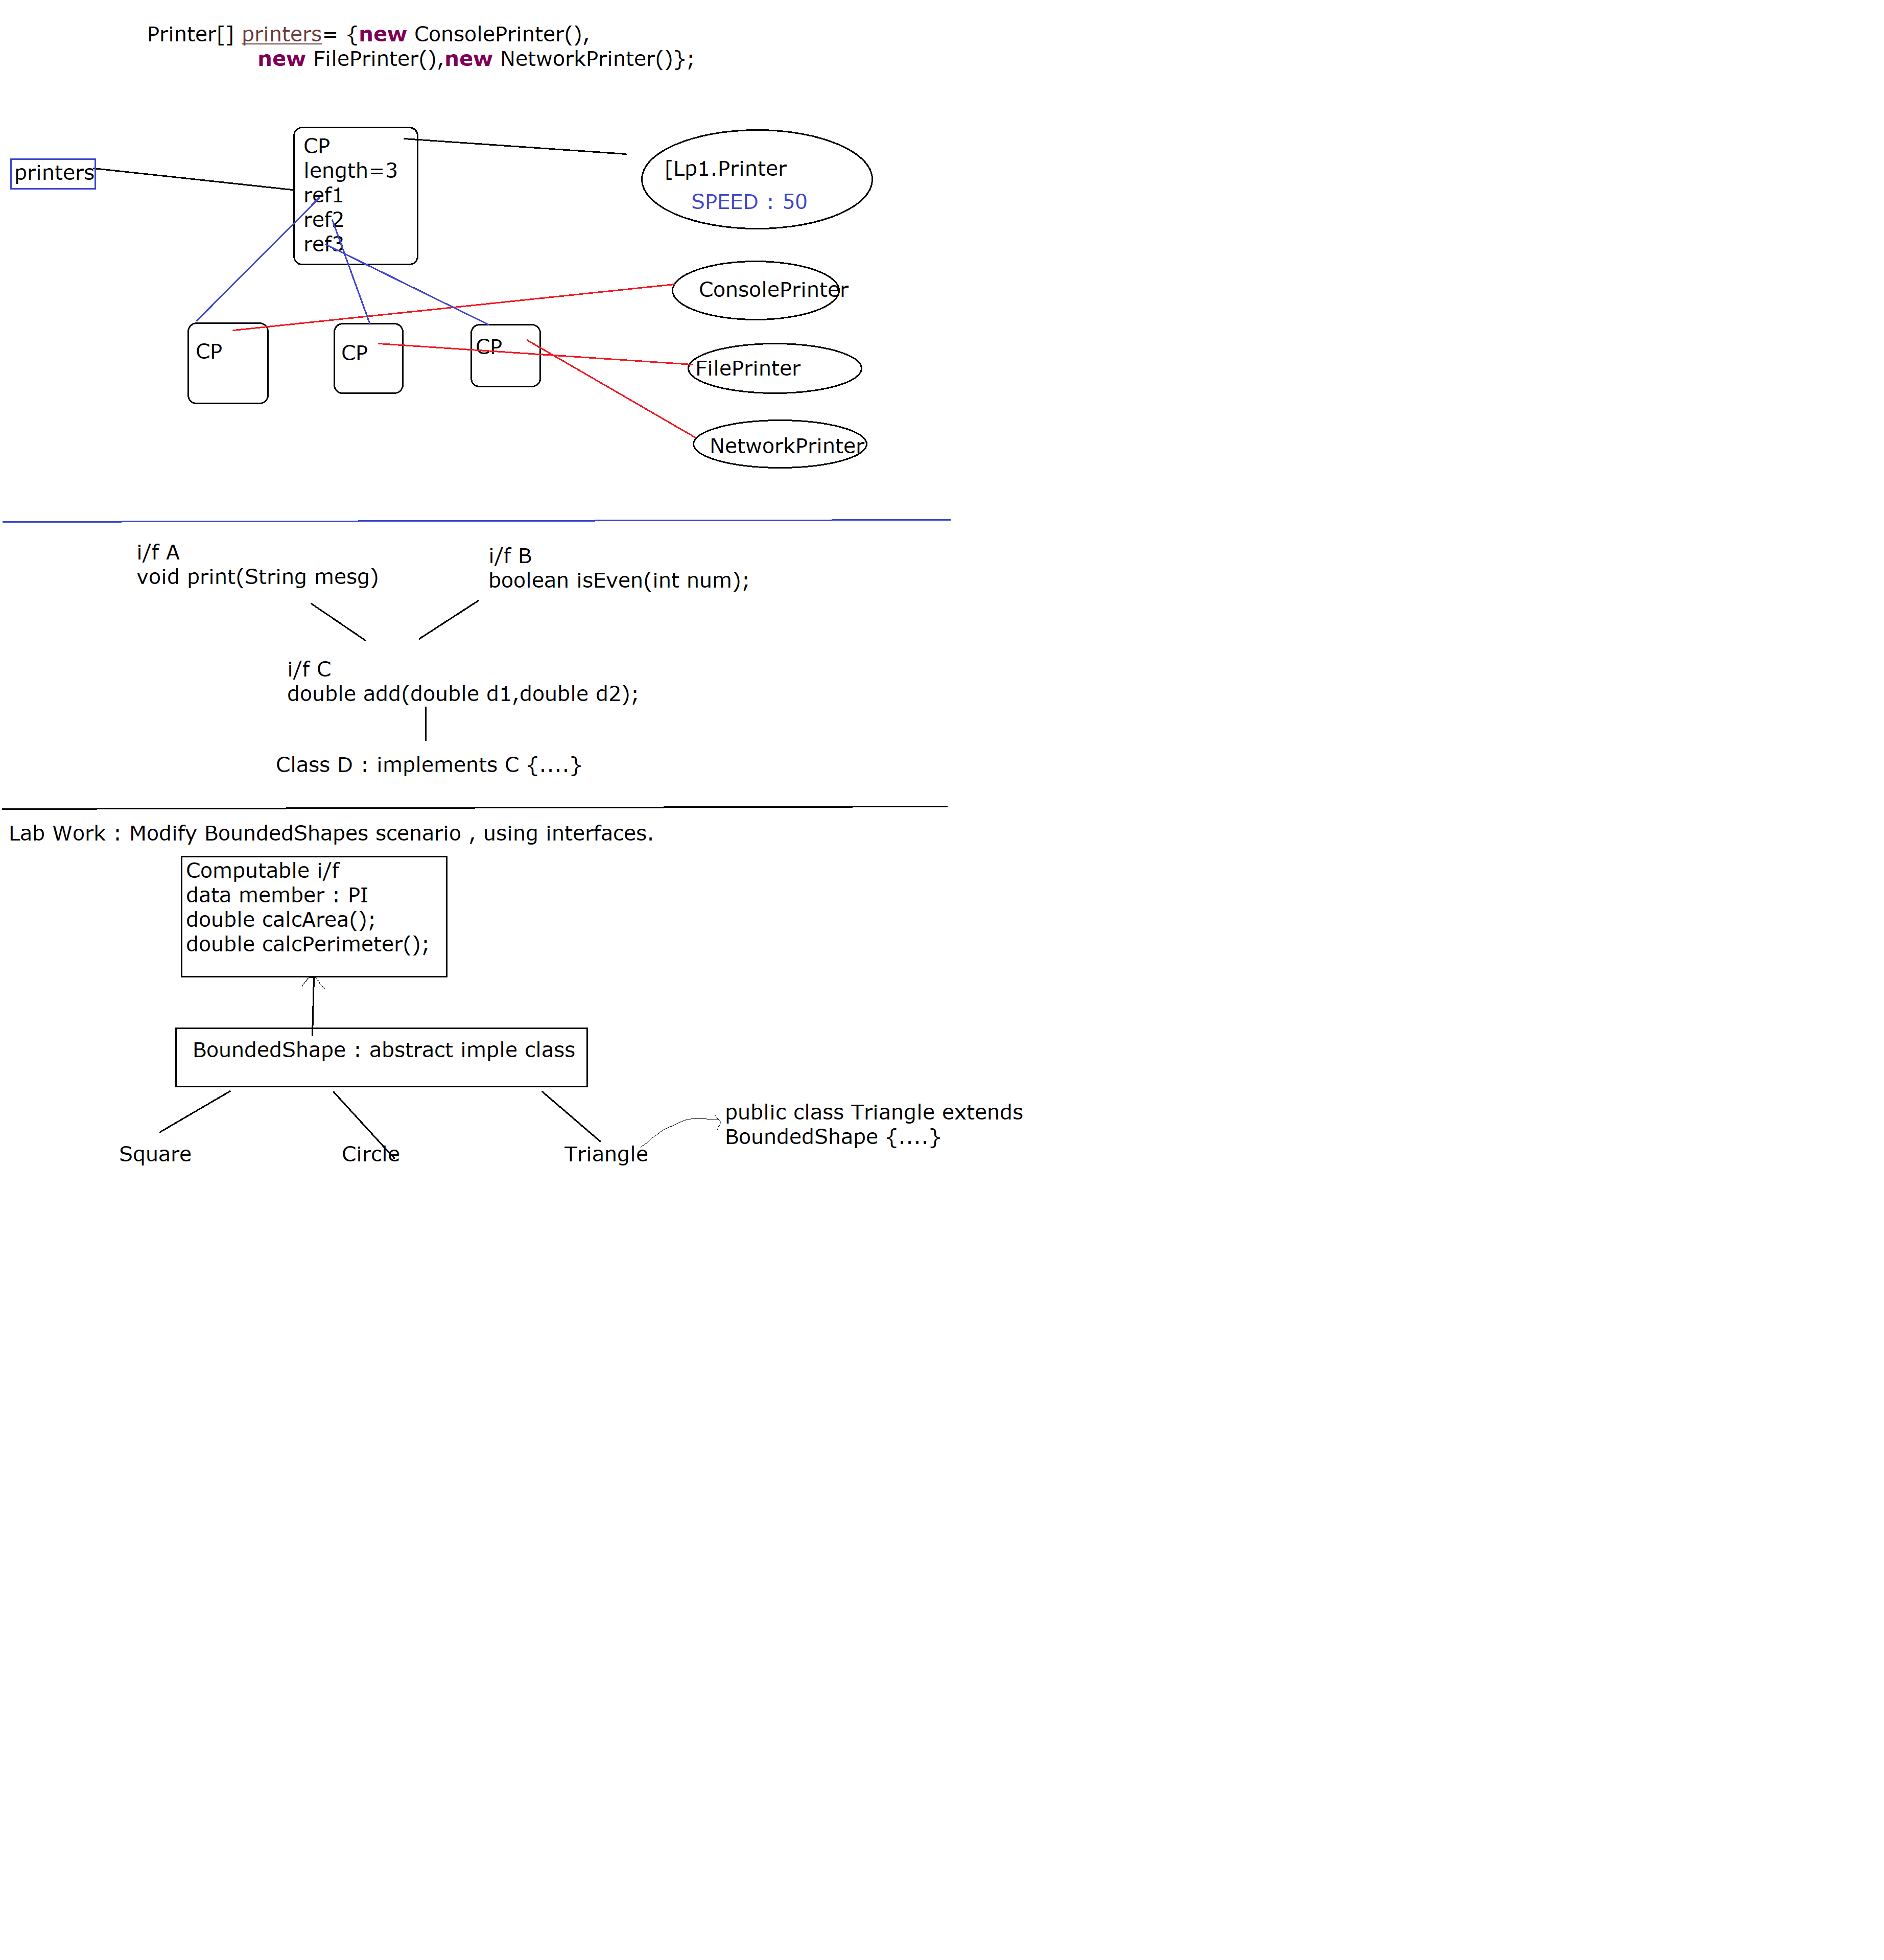 Printer[] printers= {new ConsolePrinter(),
new FilePrinter(),new NetworkPrinter()};
printers
CP
length=3
ref1
ref2
ref3
[Lp1.Printer
SPEED : 50
ConsolePrinter
CP
CP
CP
FilePrinter
NetworkPrinter
i/f A
void print(String mesg)
i/f B
boolean isEven(int num);
i/f C
double add(double d1,double d2);
Class D : implements C {....}
Lab Work : Modify BoundedShapes scenario , using interfaces.
Computable i/f
data member : PI
double calcArea();
double calcPerimeter();
BoundedShape : abstract imple class
Square
Circle
Triangle
public class Triangle extends
BoundedShape {....}